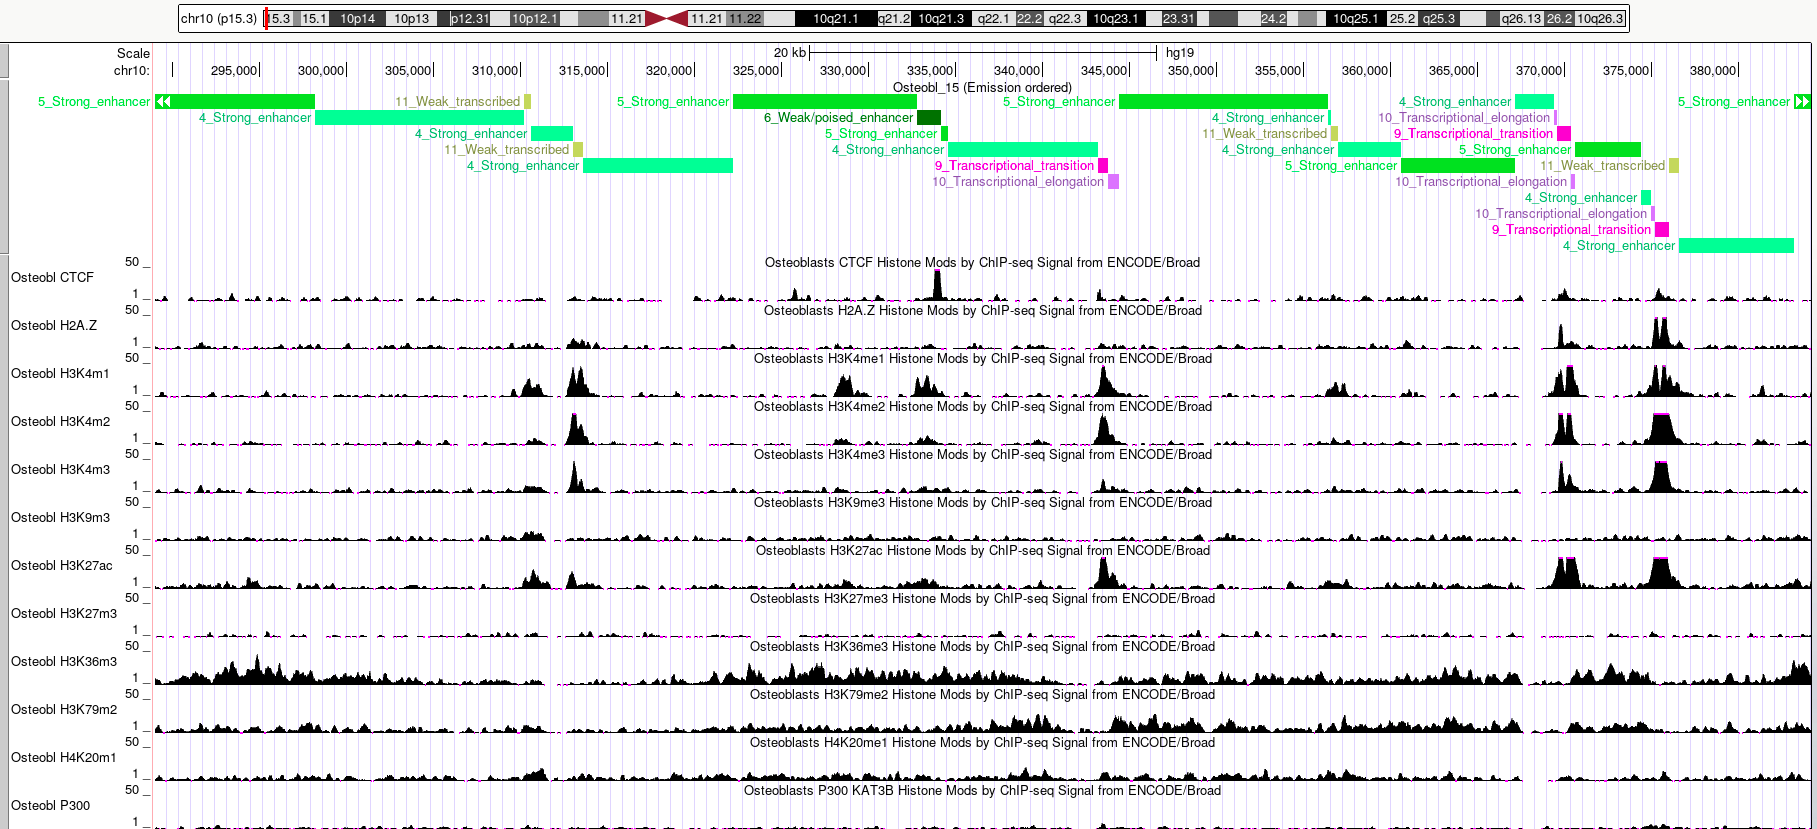 chr10 (p15.3) 15.3 15.1 10p14 10p13 p12.31 10p12.1 11.21 11.21 11.22 10q21.1 q21.2 10q21.3 q22.1 22.2 q22.3 10q23.1 23.31 24.2 10q25.1 25.2 q25.3 q26.13 26.2 10q26.3
Scale 20 kb hg19
chr10: 295,000 300,000 305,000 310,000 315,000 320,000 325,000 330,000 335,000 340,000 345,000 350,000 355,000 360,000 365,000 370,000 375,000 380,000
Osteobl_15 (Emission ordered)
5_Strong_enhancer 11_Weak_transcribed 5_Strong_enhancer 5_Strong_enhancer 4_Strong_enhancer 5_Strong_enhancer
4_Strong_enhancer 6_Weak/poised_enhancer 4_Strong_enhancer 10_Transcriptional_elongation
4_Strong_enhancer 5_Strong_enhancer 11_Weak_transcribed 9_Transcriptional_transition
11_Weak_transcribed 4_Strong_enhancer 4_Strong_enhancer 5_Strong_enhancer
4_Strong_enhancer 9_Transcriptional_transition 5_Strong_enhancer 11_Weak_transcribed
10_Transcriptional_elongation 10_Transcriptional_elongation
4_Strong_enhancer
10_Transcriptional_elongation
9_Transcriptional_transition
4_Strong_enhancer
50 Osteoblasts CTCF Histone Mods by ChIP-seq Signal from ENCODE/Broad
Osteobl CTCF
1
50 Osteoblasts H2A.Z Histone Mods by ChIP-seq Signal from ENCODE/Broad
Osteobl H2A.Z
1
50 Osteoblasts H3K4me1 Histone Mods by ChIP-seq Signal from ENCODE/Broad
Osteobl H3K4m1
1
50 Osteoblasts H3K4me2 Histone Mods by ChIP-seq Signal from ENCODE/Broad
Osteobl H3K4m2
1
50 Osteoblasts H3K4me3 Histone Mods by ChIP-seq Signal from ENCODE/Broad
Osteobl H3K4m3
1
50 Osteoblasts H3K9me3 Histone Mods by ChIP-seq Signal from ENCODE/Broad
Osteobl H3K9m3
1
50 Osteoblasts H3K27ac Histone Mods by ChIP-seq Signal from ENCODE/Broad
Osteobl H3K27ac
1
50 Osteoblasts H3K27me3 Histone Mods by ChIP-seq Signal from ENCODE/Broad
Osteobl H3K27m3
1
50 Osteoblasts H3K36me3 Histone Mods by ChIP-seq Signal from ENCODE/Broad
Osteobl H3K36m3
1
50 Osteoblasts H3K79me2 Histone Mods by ChIP-seq Signal from ENCODE/Broad
Osteobl H3K79m2
1
50 Osteoblasts H4K20me1 Histone Mods by ChIP-seq Signal from ENCODE/Broad
Osteobl H4K20m1
1
50 Osteoblasts P300 KAT3B Histone Mods by ChIP-seq Signal from ENCODE/Broad
Osteobl P300
1